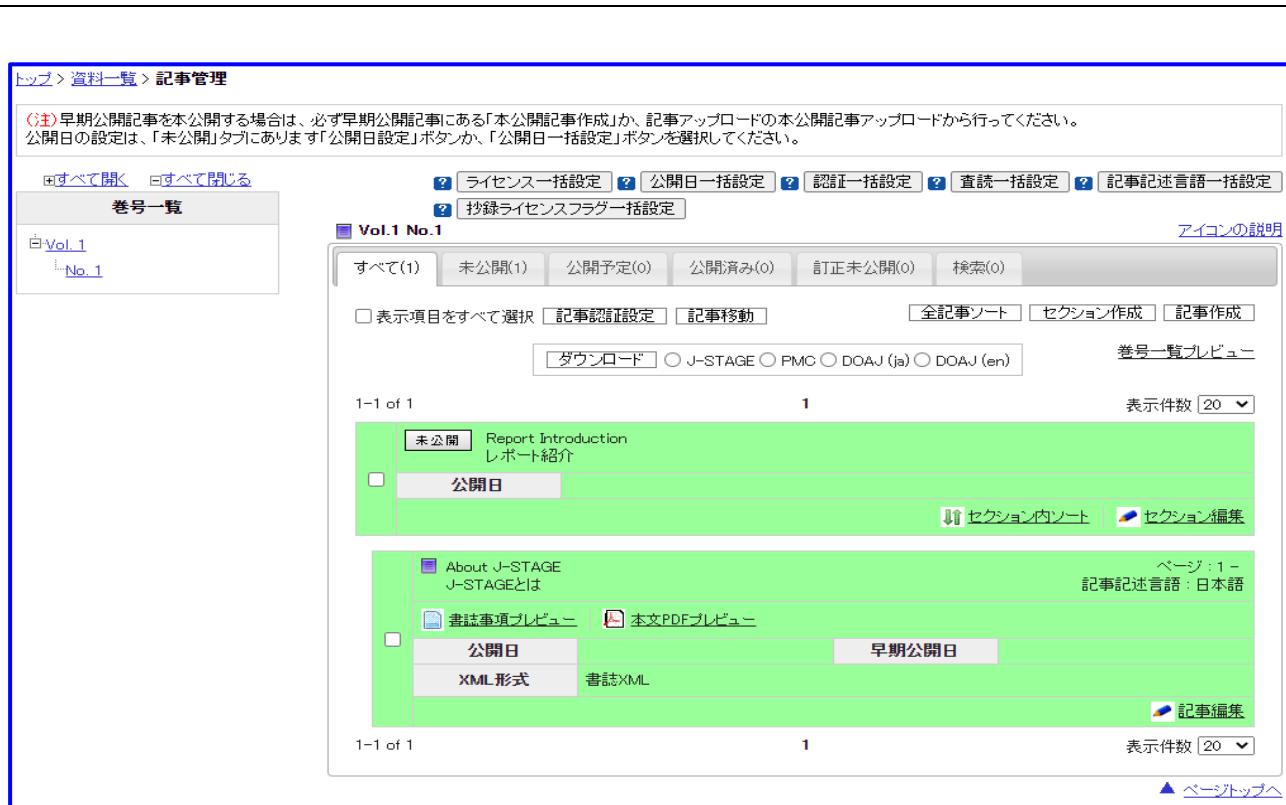 トップ > 資料一覧 > 記事管理
（注）早期公開記事を本公開する場合は、必ず早期公開記事にある「本公開記事作成」か、記事アップロードの本公開記事アップロードから行ってください。
公開日の設定は、「未公開」タブにあります「公開日設定」ボタンか、「公開日一括設定」ボタンを選択してください。
すべて開く すべて閉じる
巻号一覧
Vol. 1
No. 1
? ライセンス一括設定 ? 公開日一括設定 ? 認証一括設定 ? 査読一括設定 ? 記事記述言語一括設定
? 抄録ライセンスフラグ一括設定
Vol.1 No.1 アイコンの説明
すべて(1) 未公開(1) 公開予定(0) 公開済み(0) 訂正未公開(0) 検索(0)
表示項目をすべて選択 記事認証設定 記事移動 全記事ソート セクション作成 記事作成
ダウンロード J-STAGE PMC DOAJ (ja) DOAJ (en) 巻号一覧プレビュー
1-1 of 1 1 表示件数 20
未公開 Report Introduction
レポート紹介
公開日
セクション内ソート セクション編集
About J-STAGE ページ : 1 -
J-STAGEとは 記事記述言語 : 日本語
書誌事項プレビュー 本文PDFプレビュー
公開日 早期公開日
XML形式 書誌XML
記事編集
1-1 of 1 1 表示件数 20
▲ ページトップへ